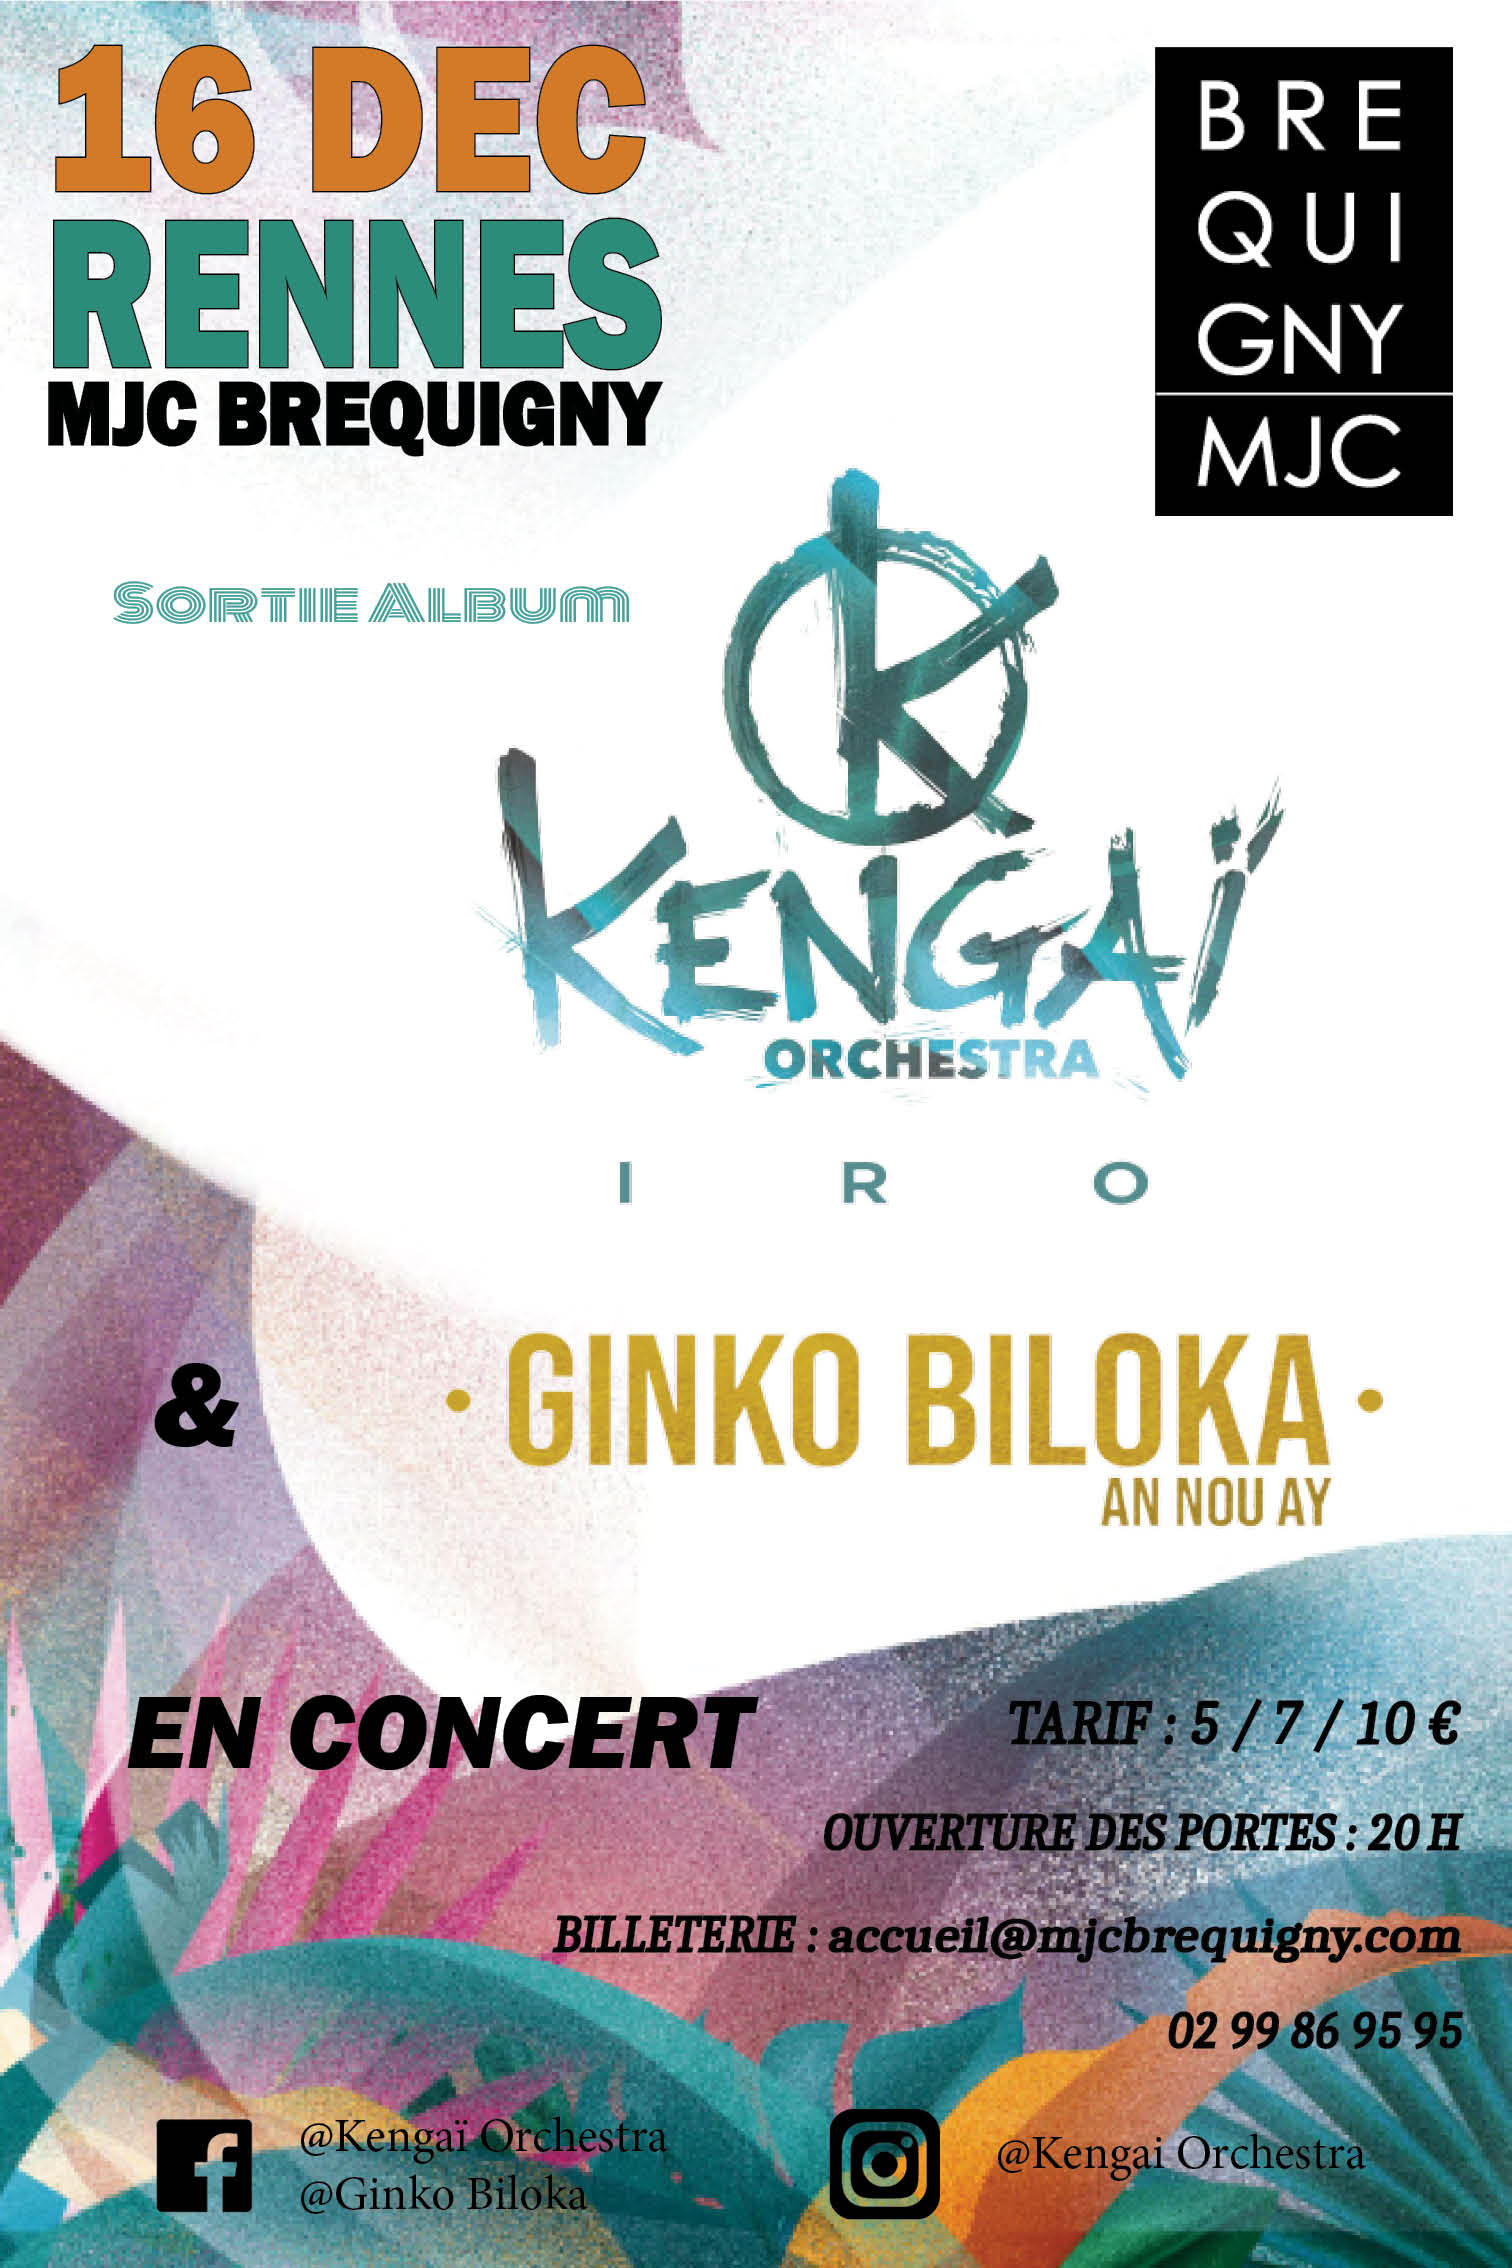 16 DEC
RENNES
MJC BREQUIGNY
BRE
QUI
GNY
MJC
SORTIE ALBUM
K
KENGAÏ
ORCHESTRA
IRO
& • GINKO BILOKA •
AN NOU AY
EN CONCERT
TARIF : 5 / 7 / 10 €
OUVERTURE DES PORTES : 20 H
BILLETERIE : accueil@mjcbrequigny.com
02 99 86 95 95
@Kengaï Orchestra
@Ginko Biloka
@Kengai Orchestra